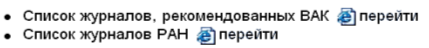 • Список журналов, рекомендованных ВАК перейти
• Список журналов РАН перейти